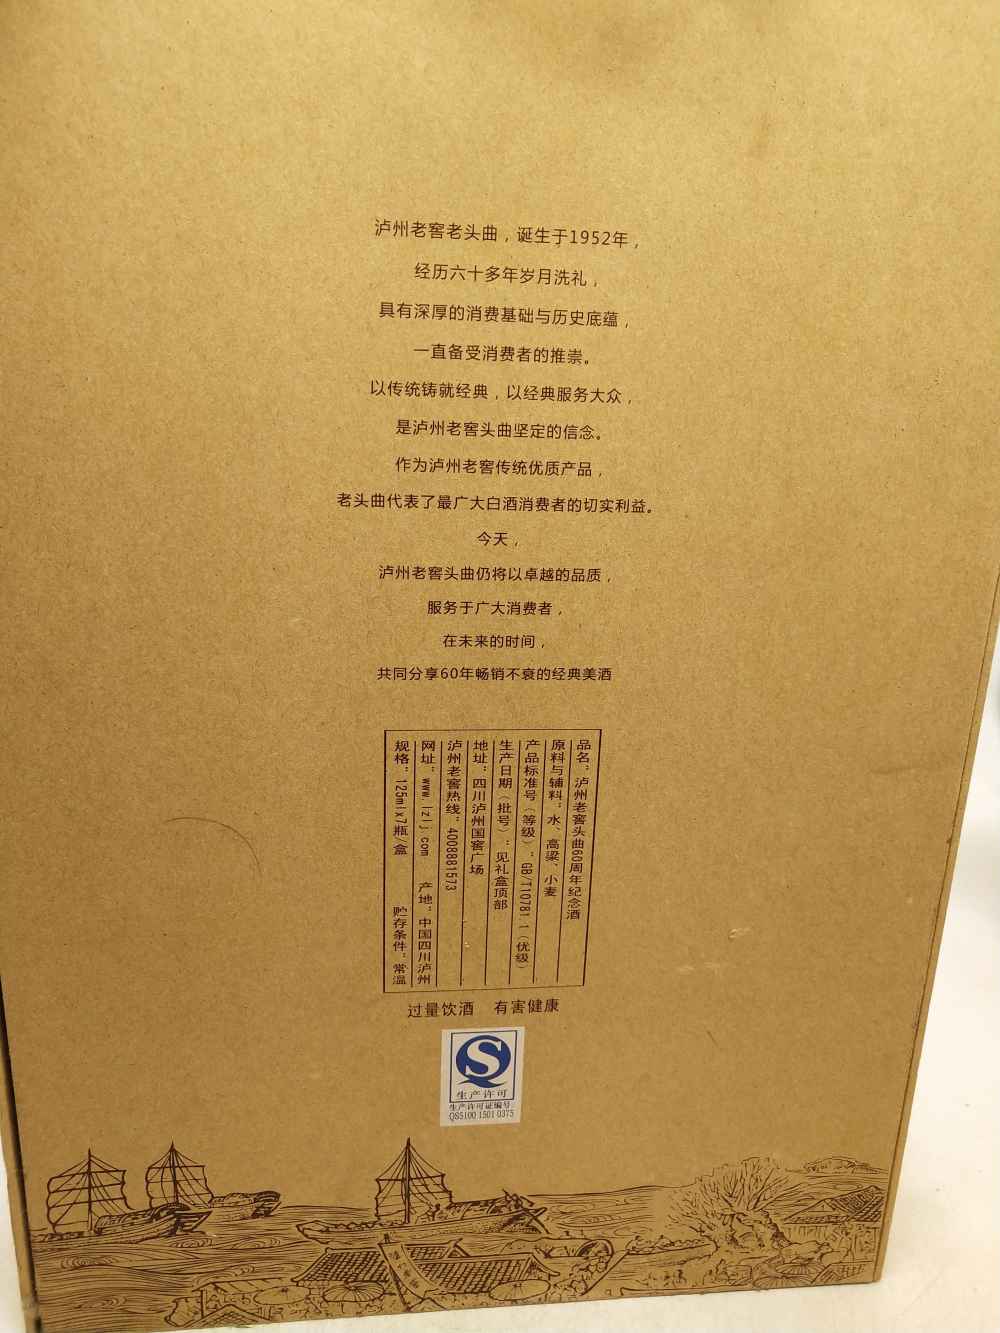 泸州老窖老头曲，诞生于1952年，
经历六十多年岁月洗礼，
具有深厚的消费基础与历史底蕴，
一直备受消费者的推崇。
以传统铸就经典，以经典服务大众，
是泸州老窖头曲坚定的信念。
作为泸州老窖传统优质产品，
老头曲代表了最广大白酒消费者的切实利益。
今天，
泸州老窖头曲仍将以卓越的品质，
服务于广大消费者，
在未来的时间，
共同分享60年畅销不衰的经典美酒
品名：泸州老窖头曲60周年纪念酒
原料与辅料：水、高粱、小麦
产品标准号（等级）：GB/T10781.1（优级）
生产日期（批号）：见礼盒顶部
地址：四川泸州国窖广场
泸州老窖热线：4008881573
网址：www.lzlj.com 产地：中国四川泸州
规格：125mlx7瓶/盒 贮存条件：常温
过量饮酒 有害健康
生产许可
生产许可证编号
QS5100 1501 0375